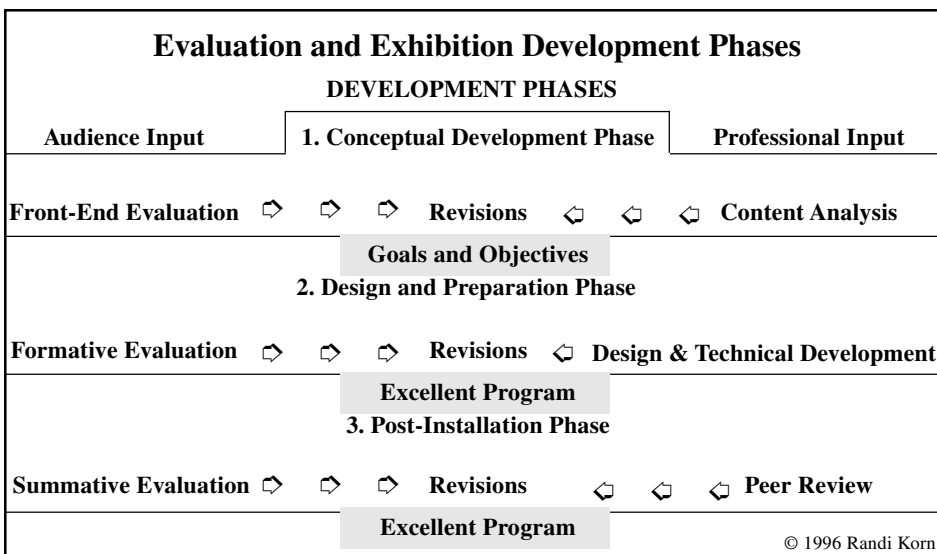 Evaluation and Exhibition Development Phases
DEVELOPMENT PHASES
Audience Input 1. Conceptual Development Phase Professional Input
Front-End Evaluation ➯ ➯ ➯ Revisions ⇦ ⇦ ⇦ Content Analysis
Goals and Objectives
2. Design and Preparation Phase
Formative Evaluation ➯ ➯ ➯ Revisions ⇦ Design & Technical Development
Excellent Program
3. Post-Installation Phase
Summative Evaluation ➯ ➯ ➯ Revisions ⇦ ⇦ ⇦ Peer Review
Excellent Program
© 1996 Randi Korn